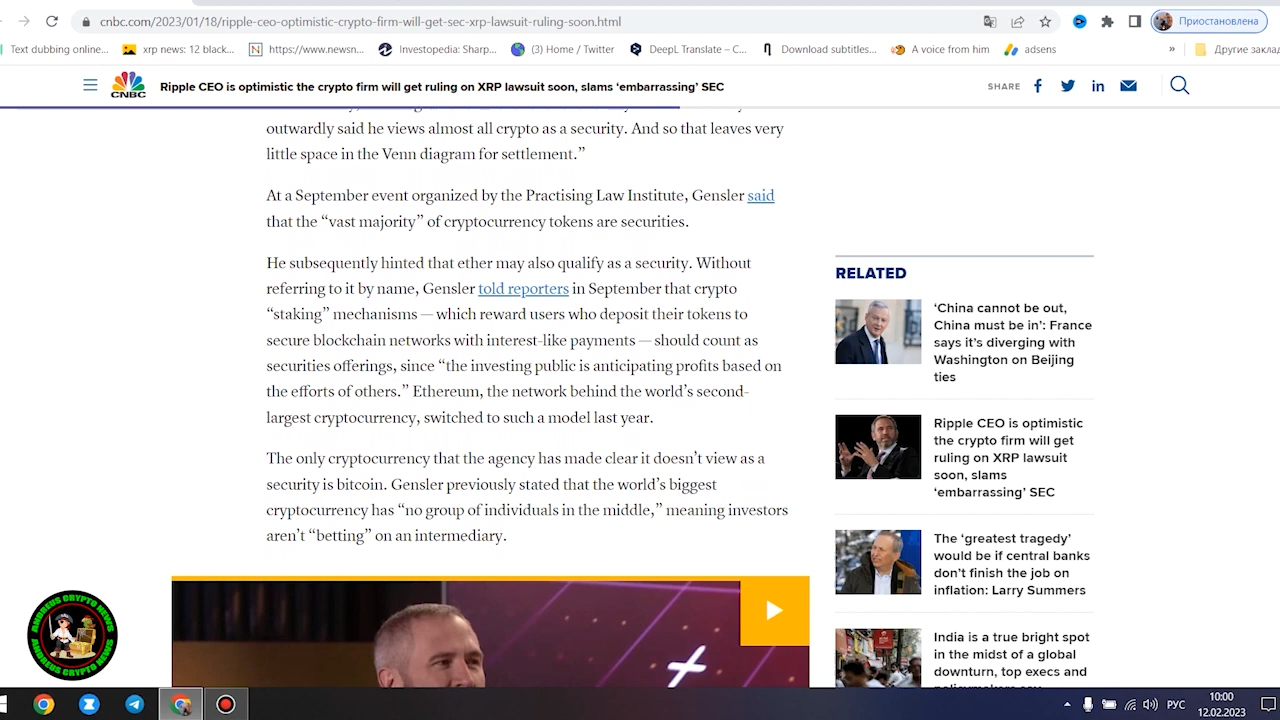 cnbc.com/2023/01/18/ripple-ceo-optimistic-crypto-firm-will-get-sec-xrp-lawsuit-ruling-soon.html
Приостановлена
Text dubbing online...
xrp news: 12 black...
https://www.newsn...
Investopedia: Sharp...
(3) Home / Twitter
DeepL Translate – C...
Download subtitles...
A voice from him
adsens
»
Другие заклад
CNBC
Ripple CEO is optimistic the crypto firm will get ruling on XRP lawsuit soon, slams ‘embarrassing’ SEC
SHARE
outwardly said he views almost all crypto as a security. And so that leaves very
little space in the Venn diagram for settlement.”
At a September event organized by the Practising Law Institute, Gensler said
that the “vast majority” of cryptocurrency tokens are securities.
He subsequently hinted that ether may also qualify as a security. Without
referring to it by name, Gensler told reporters in September that crypto
“staking” mechanisms — which reward users who deposit their tokens to
secure blockchain networks with interest-like payments — should count as
securities offerings, since “the investing public is anticipating profits based on
the efforts of others.” Ethereum, the network behind the world’s second-
largest cryptocurrency, switched to such a model last year.
The only cryptocurrency that the agency has made clear it doesn’t view as a
security is bitcoin. Gensler previously stated that the world’s biggest
cryptocurrency has “no group of individuals in the middle,” meaning investors
aren’t “betting” on an intermediary.
RELATED
‘China cannot be out,
China must be in’: France
says it’s diverging with
Washington on Beijing
ties
Ripple CEO is optimistic
the crypto firm will get
ruling on XRP lawsuit
soon, slams
‘embarrassing’ SEC
The ‘greatest tragedy’
would be if central banks
don’t finish the job on
inflation: Larry Summers
India is a true bright spot
in the midst of a global
downturn, top execs and
ANDREUS CRYPTO NEWS
ANDREUS CRYPTO NEWS
РУС
10:00
12.02.2023